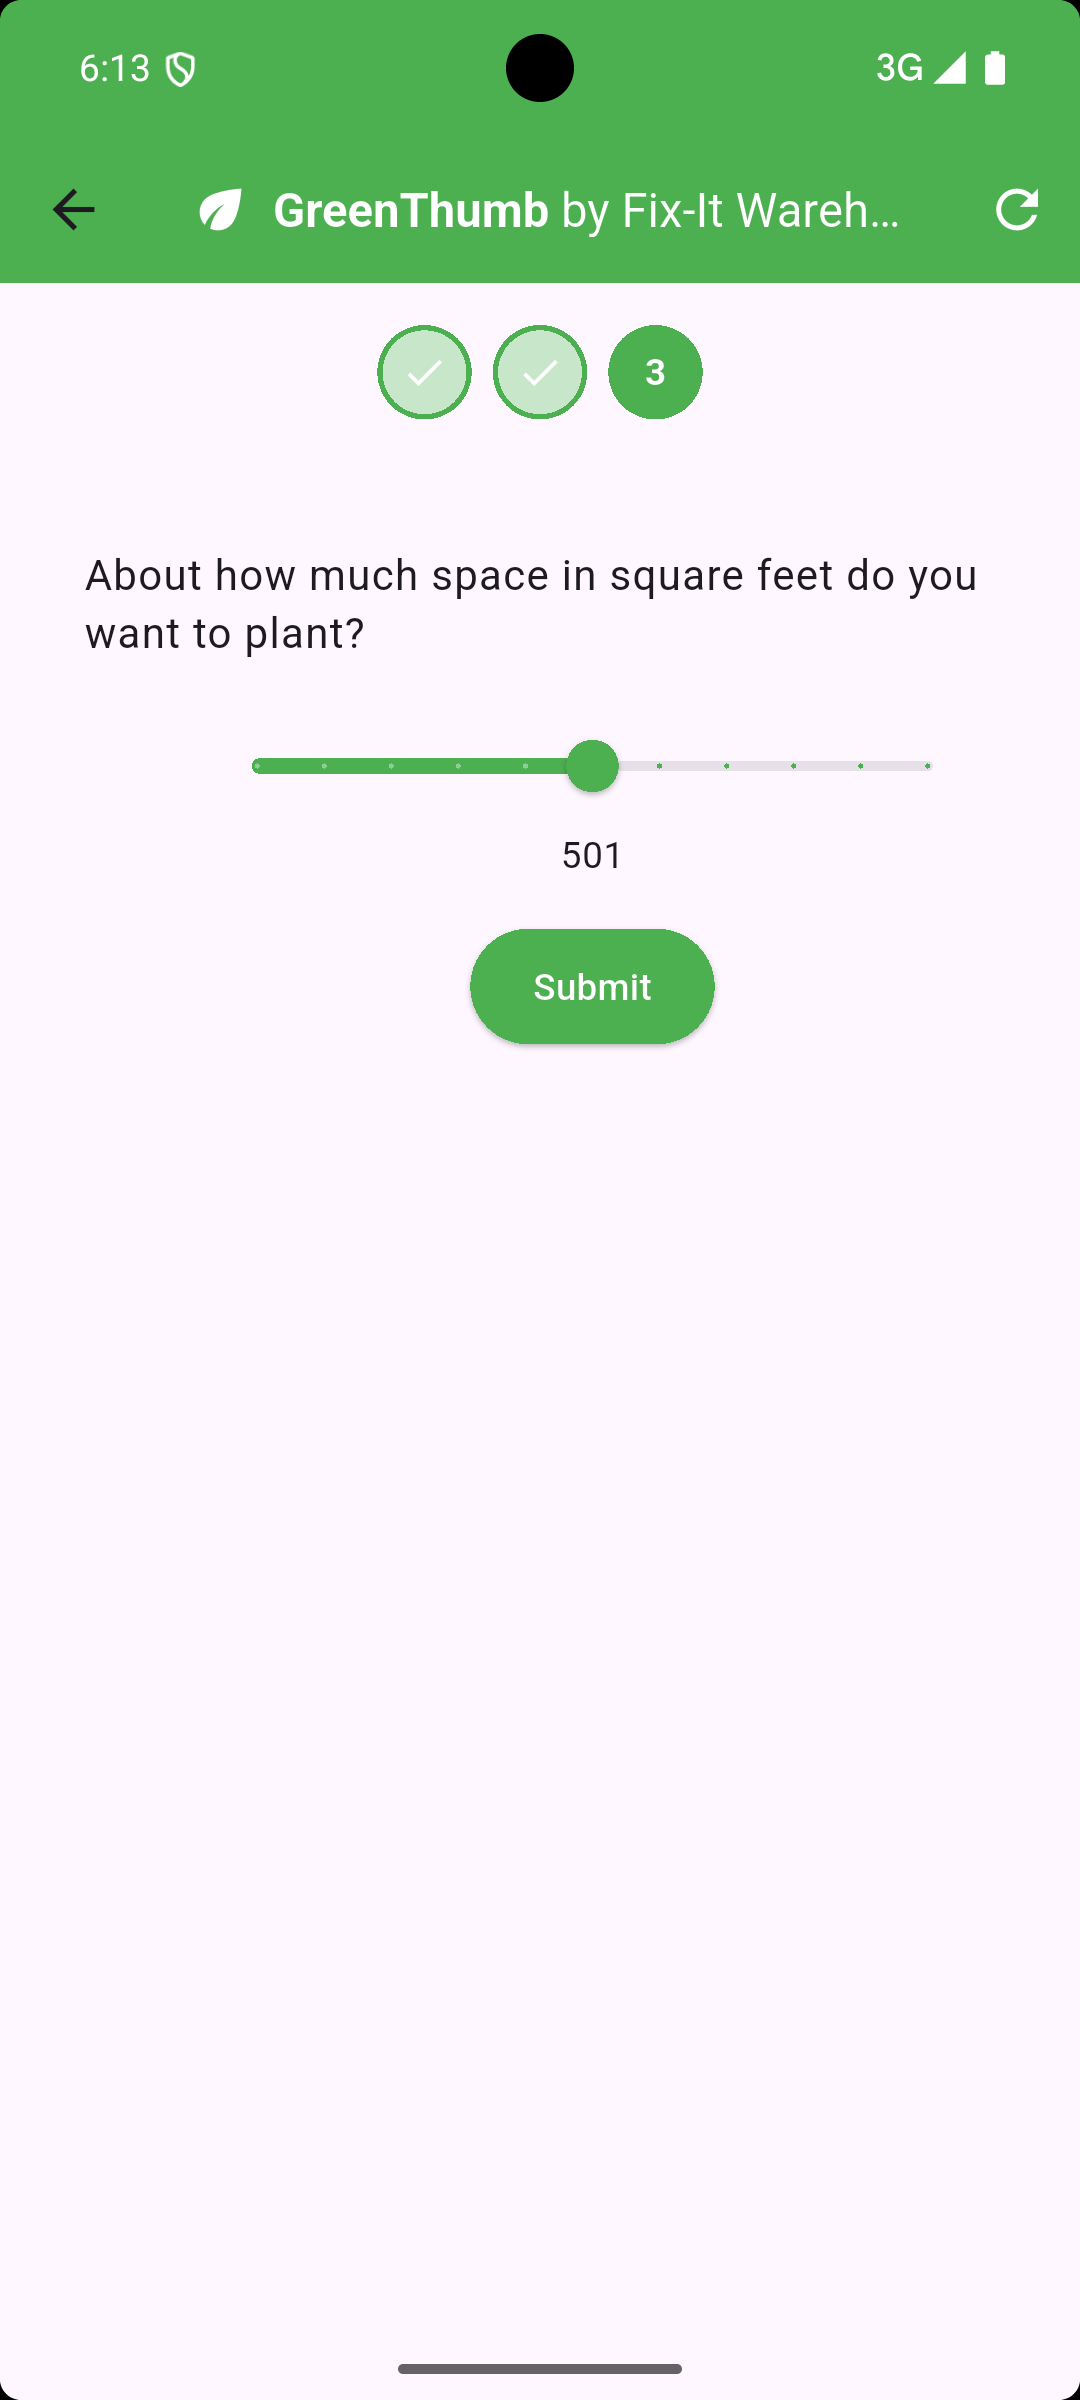 6:13
3G
GreenThumb by Fix-It Wareh...
3
About how much space in square feet do you
want to plant?
501
Submit